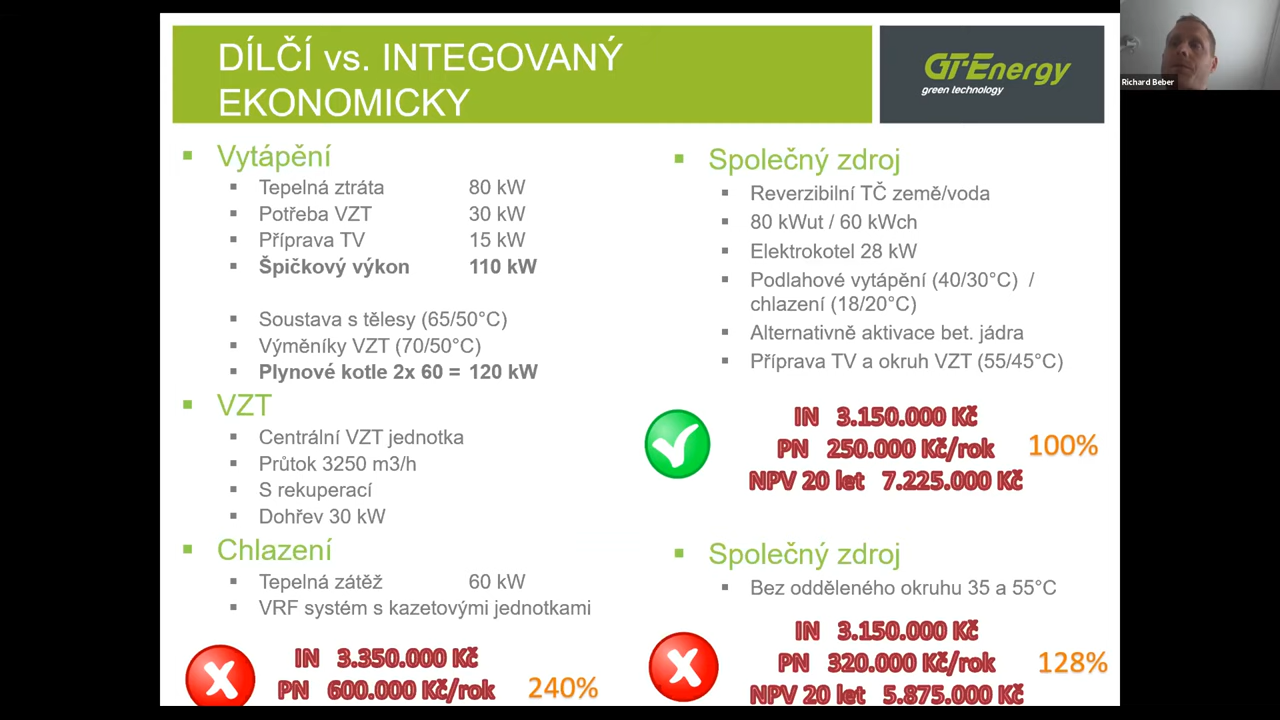 DÍLČÍ vs. INTEGOVANÝ
EKONOMICKY
GT-Energy
green technology
Richard Beber
Vytápění
Tepelná ztráta 80 kW
Potřeba VZT 30 kW
Příprava TV 15 kW
Špičkový výkon 110 kW
Soustava s tělesy (65/50°C)
Výměníky VZT (70/50°C)
Plynové kotle 2x 60 = 120 kW
VZT
Centrální VZT jednotka
Průtok 3250 m3/h
S rekuperací
Dohřev 30 kW
Chlazení
Tepelná zátěž 60 kW
VRF systém s kazetovými jednotkami
IN 3.350.000 Kč
PN 600.000 Kč/rok
240%
Společný zdroj
Reverzibilní TČ země/voda
80 kWut / 60 kWch
Elektrokotel 28 kW
Podlahové vytápění (40/30°C) /
chlazení (18/20°C)
Alternativně aktivace bet. jádra
Příprava TV a okruh VZT (55/45°C)
IN 3.150.000 Kč
PN 250.000 Kč/rok
100%
NPV 20 let 7.225.000 Kč
Společný zdroj
Bez odděleného okruhu 35 a 55°C
IN 3.150.000 Kč
PN 320.000 Kč/rok
128%
NPV 20 let 5.875.000 Kč